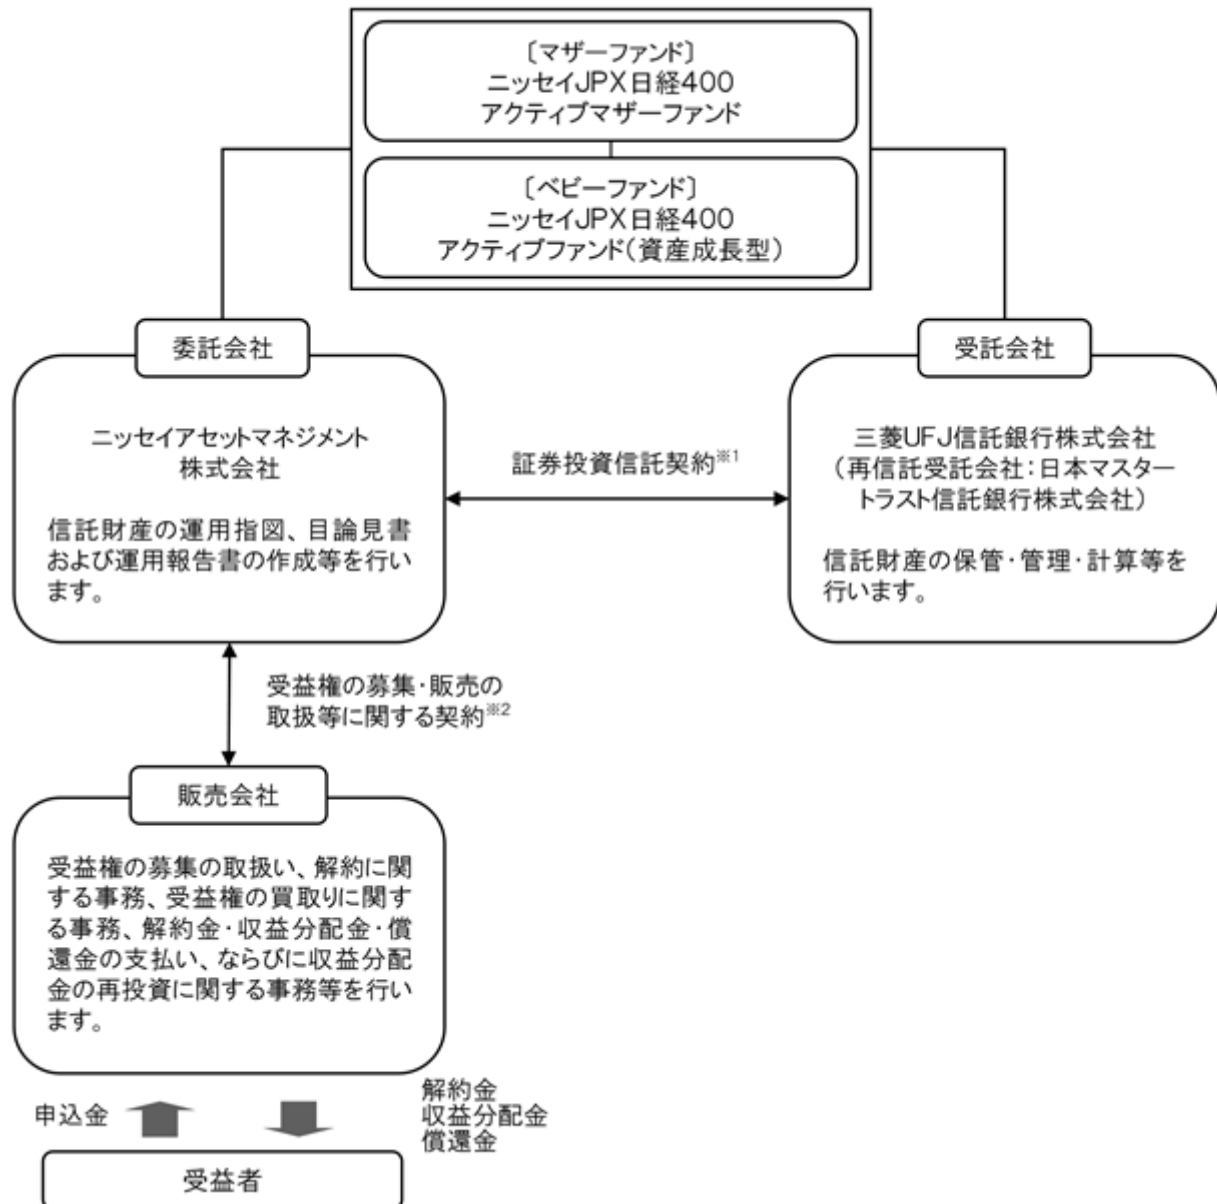 〔マザーファンド〕
ニッセイJPX日経400
アクティブマザーファンド
〔ベビーファンド〕
ニッセイJPX日経400
アクティブファンド(資産成長型)
委託会社
ニッセイアセットマネジメント
株式会社
信託財産の運用指図、目論見書
および運用報告書の作成等を行い
ます。
証券投資信託契約※1
受託会社
三菱UFJ信託銀行株式会社
(再信託受託会社:日本マスター
トラスト信託銀行株式会社)
信託財産の保管・管理・計算等を
行います。
受益権の募集・販売の
取扱等に関する契約※2
販売会社
受益権の募集の取扱い、解約に関
する事務、受益権の買取りに関す
る事務、解約金・収益分配金・償
還金の支払い、ならびに収益分配
金の再投資に関する事務等を行い
ます。
申込金
解約金
収益分配金
償還金
受益者